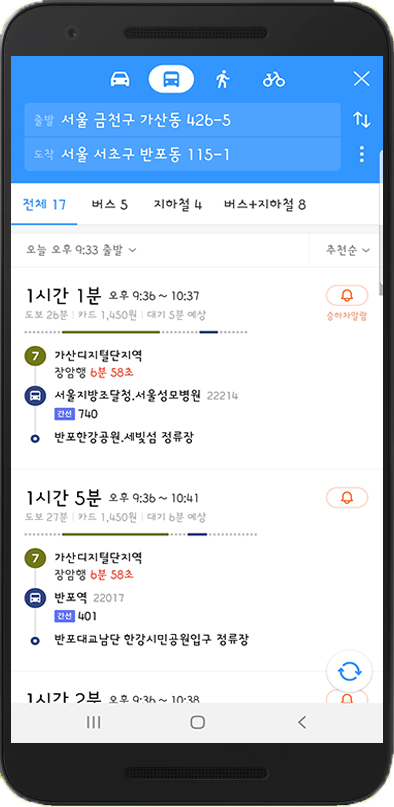 출발 서울 금천구 가산동 426-5
도착 서울 서초구 반포동 115-1
전체 17 버스 5 지하철 4 버스+지하철 8
오늘 오후 9:33 출발 추천순
1시간 1분 오후 9:36 ~ 10:37
도보 26분 카드 1,450원 대기 5분 예상 승하차알람
7 가산디지털단지역
장암행 6분 58초
서울지방조달청.서울성모병원 22214
간선 740
반포한강공원.세빛섬 정류장
1시간 5분 오후 9:36 ~ 10:41
도보 27분 카드 1,450원 대기 6분 예상
7 가산디지털단지역
장암행 6분 58초
반포역 22017
간선 401
반포대교남단 한강시민공원입구 정류장
1시간 2분 오후 9:36 ~ 10:38